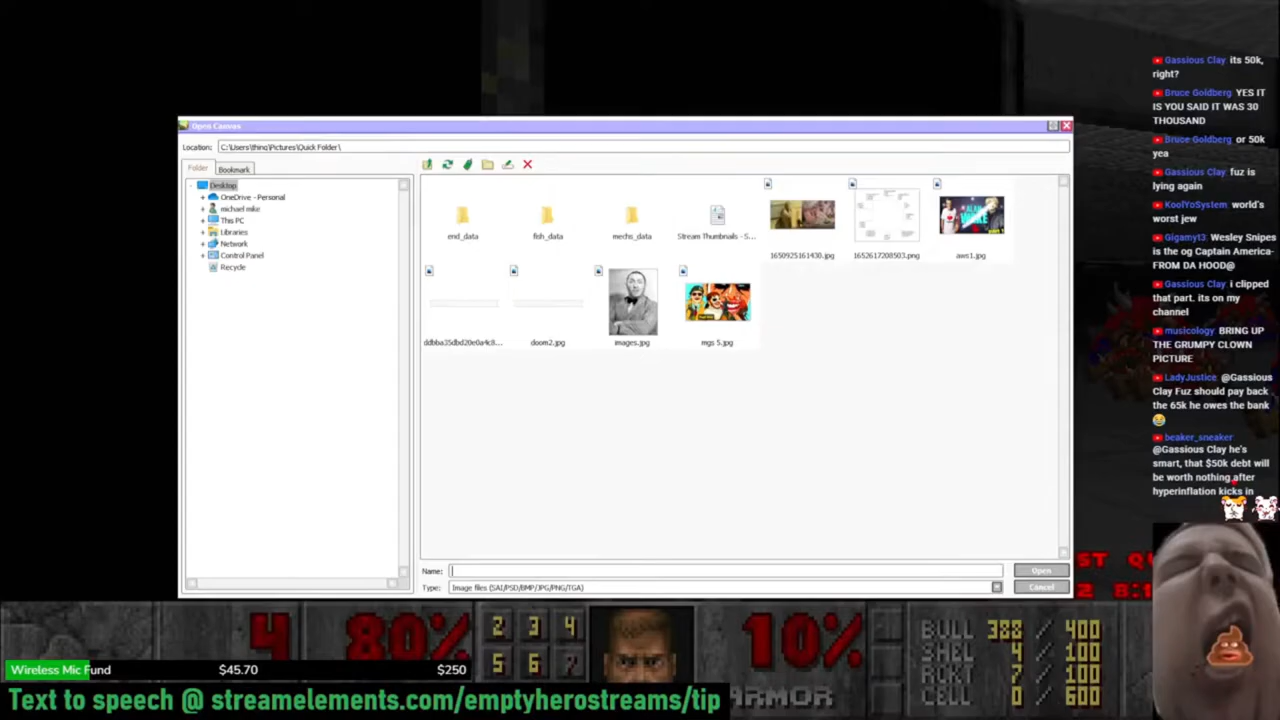 Open Canvas
Location: C:\Users\thinq\Pictures\Quick Folder\
Folder Bookmark
Desktop
OneDrive - Personal
michael mike
This PC
Libraries
Network
Control Panel
Recycle
end_data fish_data mechs_data Stream Thumbnails - S... 1650925161430.jpg 1652617208503.png aws1.jpg
ddbba35dbd20e0a4c8... doom2.jpg images.jpg mgs 5.jpg
Name:
Open
Type: Image files (SAI/PSD/BMP/JPG/PNG/TGA)
Cancel
Gassious Clay: its 50k,
right?
Bruce Goldberg: YES IT
IS YOU SAID IT WAS 30
THOUSAND
Bruce Goldberg: or 50k
yea
Gassious Clay: fuz is
lying again
KoolYoSystem: world's
worst jew
Gigamyt3: Wesley Snipes
is the og Captain America-
FROM DA HOOD@
Gassious Clay: i clipped
that part. its on my
channel
musicology: BRING UP
THE GRUMPY CLOWN
PICTURE
LadyJustice: @Gassious
Clay Fuz should pay back
the 65k he owes the bank
beaker_sneaker:
@Gassious Clay he's
smart, that $50k debt will
be worth nothing after
hyperinflation kicks in
4 80% 2 3 4 5 6 7 10%
ARMOR
BULL 388 / 400
SHEL 4 / 100
RCKT 7 / 100
CELL 0 / 600
Wireless Mic Fund $45.70 $250
Text to speech @ streamelements.com/emptyherostreams/tip